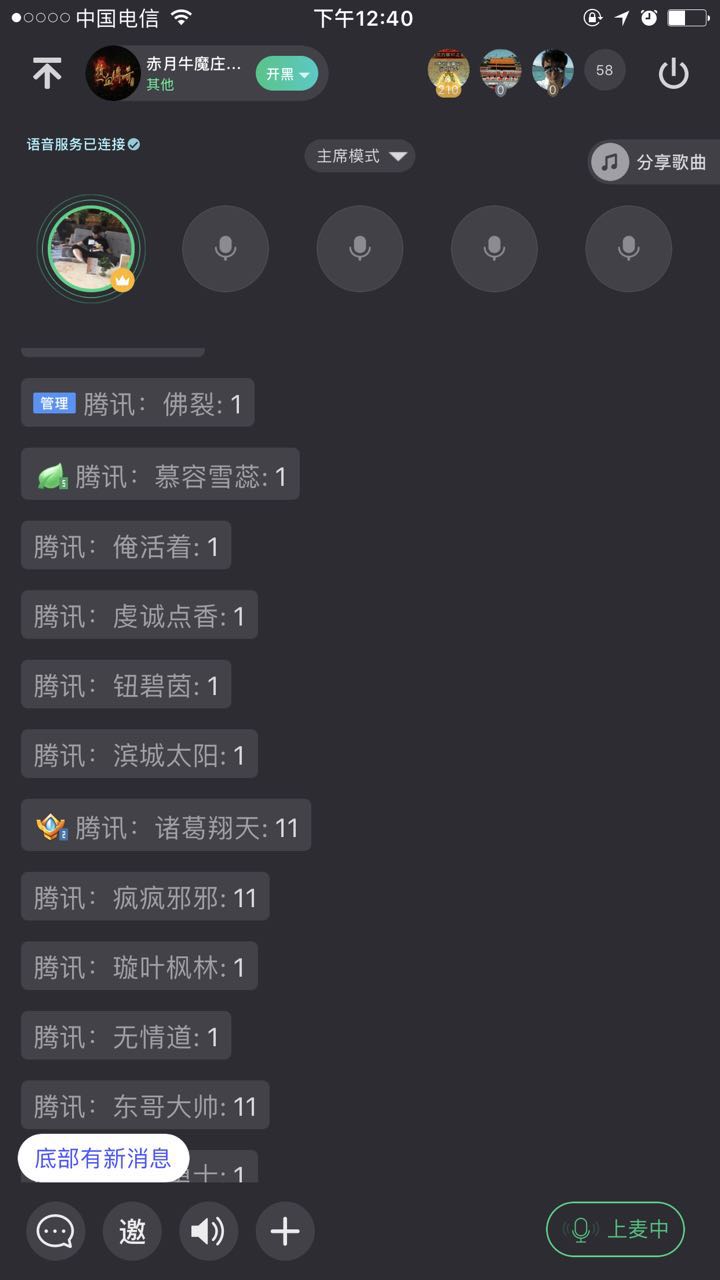 中国电信
下午12:40
赤月牛魔庄...
其他
开黑
210
0
0
58
语音服务已连接
主席模式
分享歌曲
管理 腾讯：佛裂: 1
腾讯：慕容雪蕊: 1
腾讯：俺活着: 1
腾讯：虔诚点香: 1
腾讯：钮碧茵: 1
腾讯：滨城太阳: 1
腾讯：诸葛翔天: 11
腾讯：疯疯邪邪: 11
腾讯：璇叶枫林: 1
腾讯：无情道: 1
腾讯：东哥大帅: 11
: 1
底部有新消息
邀
上麦中